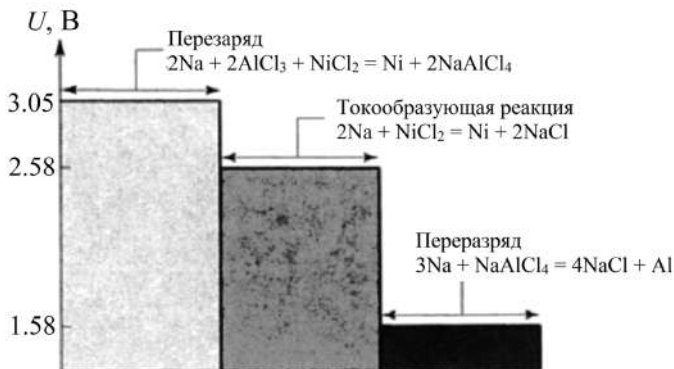 U, В
Перезаряд
2Na + 2AlCl₃ + NiCl₂ = Ni + 2NaAlCl₄
3.05
Токообразующая реакция
2Na + NiCl₂ = Ni + 2NaCl
2.58
Переразряд
3Na + NaAlCl₄ = 4NaCl + Al
1.58